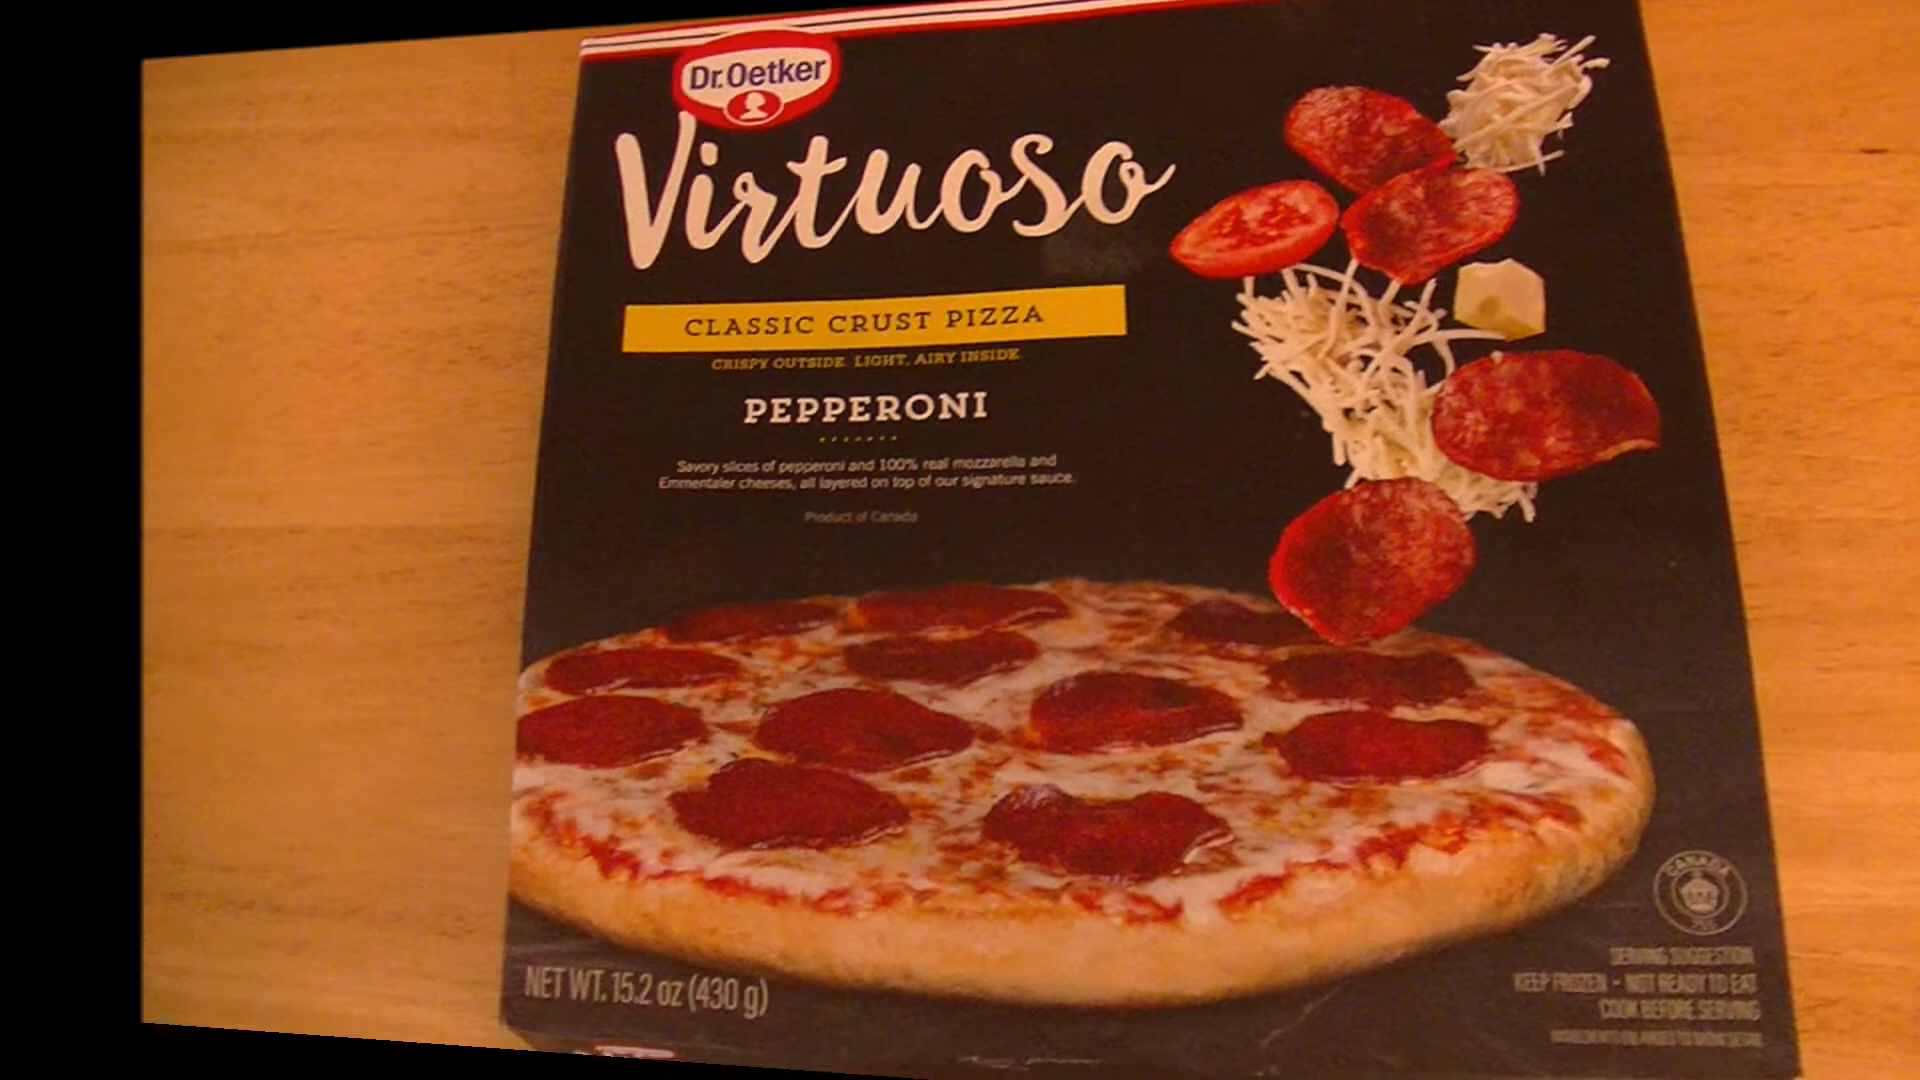 Dr. Oetker
Virtuoso
CLASSIC CRUST PIZZA
CRISPY OUTSIDE. LIGHT, AIRY INSIDE
PEPPERONI
Savory slices of pepperoni and 100% real mozzarella and
Emmentaler cheeses, all layered on top of our signature sauce.
Product of Canada
CANADA
SERVING SUGGESTION
NET WT. 15.2 oz (430 g)
KEEP FROZEN - NOT READY TO EAT
COOK BEFORE SERVING